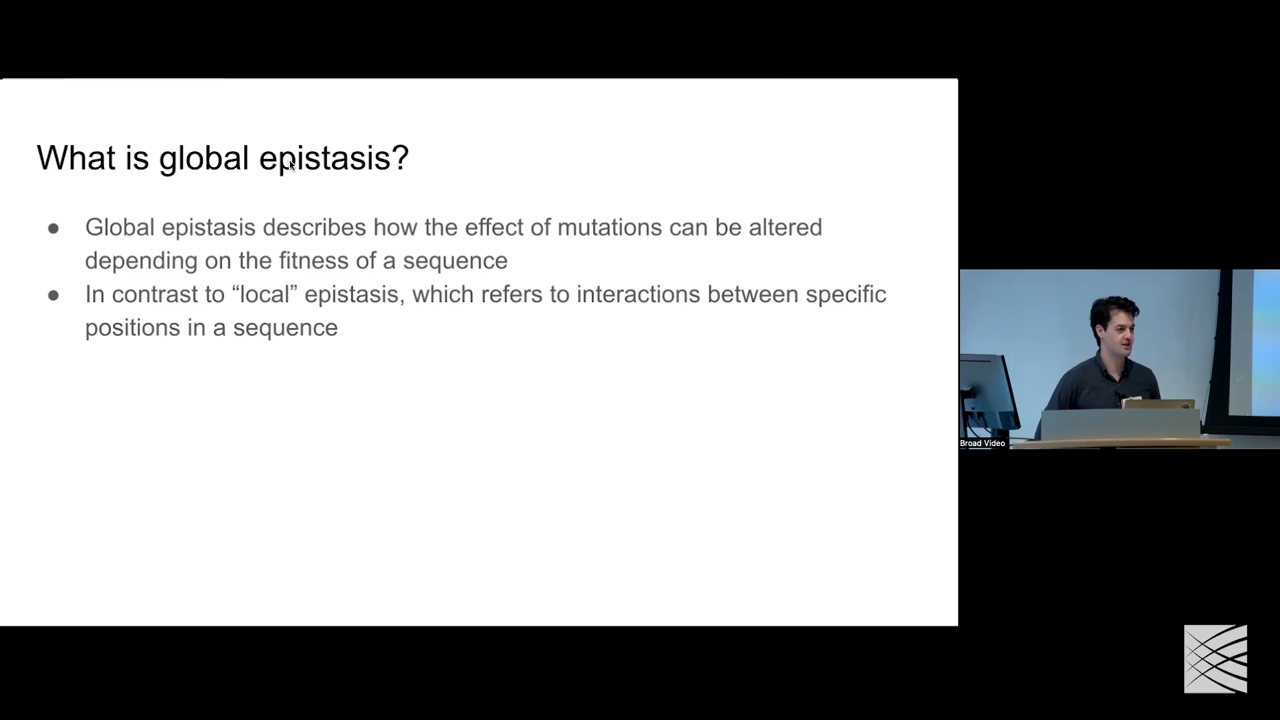 What is global epistasis?
● Global epistasis describes how the effect of mutations can be altered
depending on the fitness of a sequence
● In contrast to “local” epistasis, which refers to interactions between specific
positions in a sequence
Broad Video